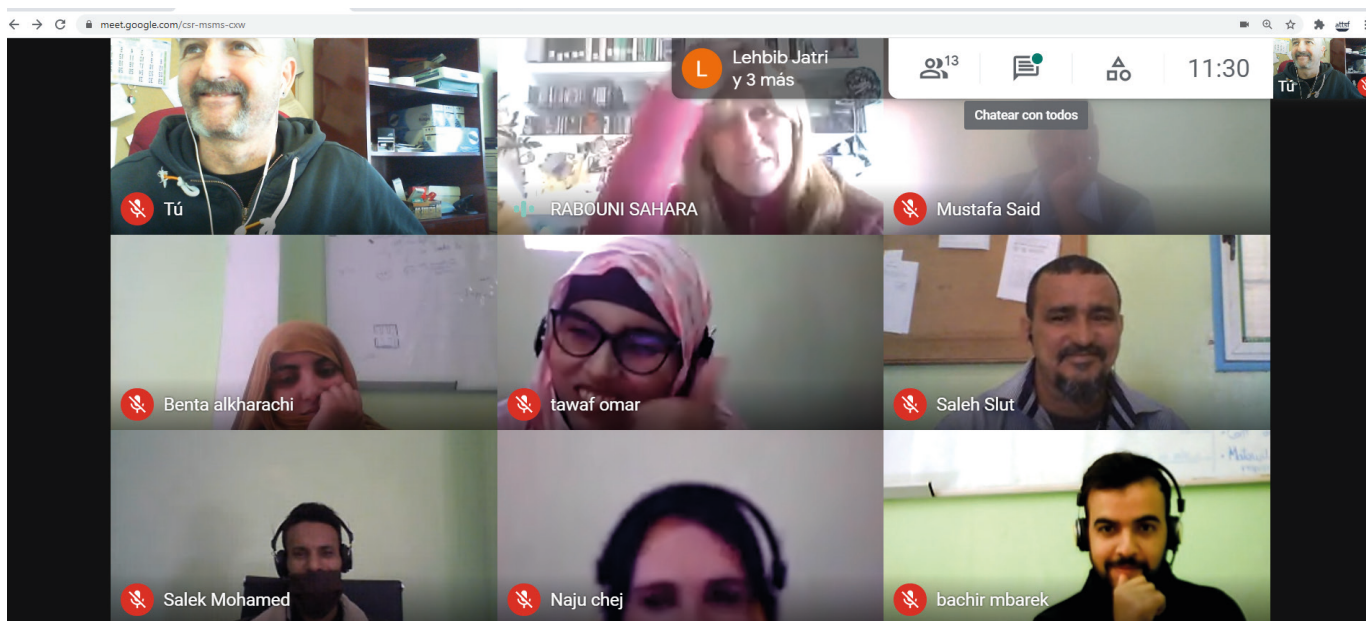 meet.google.com/csr-msms-cxw
L
Lehbib Jatri
y 3 más
13
11:30
Chatear con todos
Tú
Tú
RABOUNI SAHARA
Mustafa Said
Benta alkharachi
tawaf omar
Saleh Slut
Salek Mohamed
Naju chej
bachir mbarek